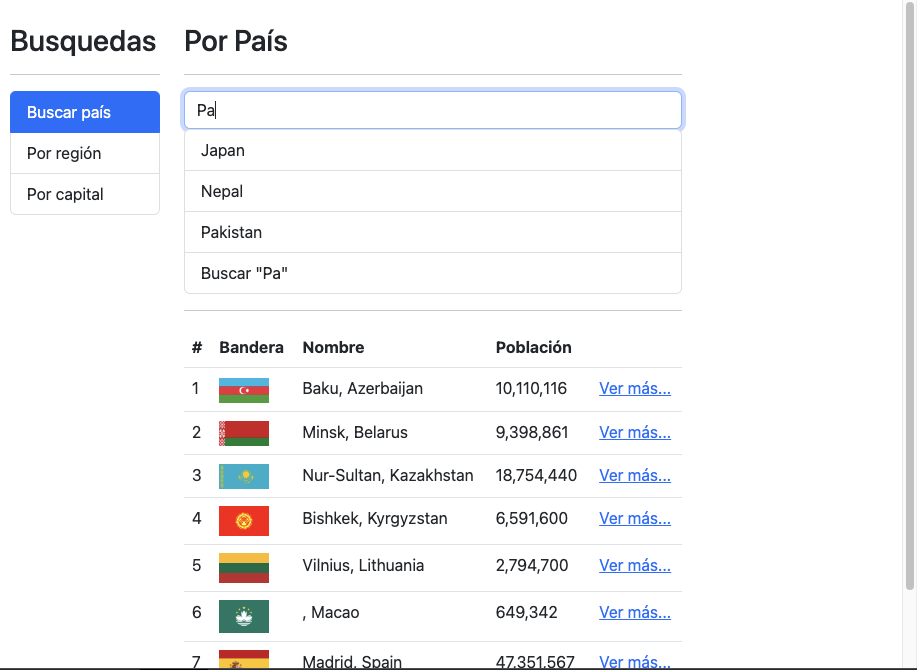 Busquedas
Por País
Buscar país
Por región
Por capital
Pa
Japan
Nepal
Pakistan
Buscar "Pa"
# Bandera Nombre Población
1 Baku, Azerbaijan 10,110,116 Ver más...
2 Minsk, Belarus 9,398,861 Ver más...
3 Nur-Sultan, Kazakhstan 18,754,440 Ver más...
4 Bishkek, Kyrgyzstan 6,591,600 Ver más...
5 Vilnius, Lithuania 2,794,700 Ver más...
6 , Macao 649,342 Ver más...
7 Madrid, Spain 47,351,567 Ver más...